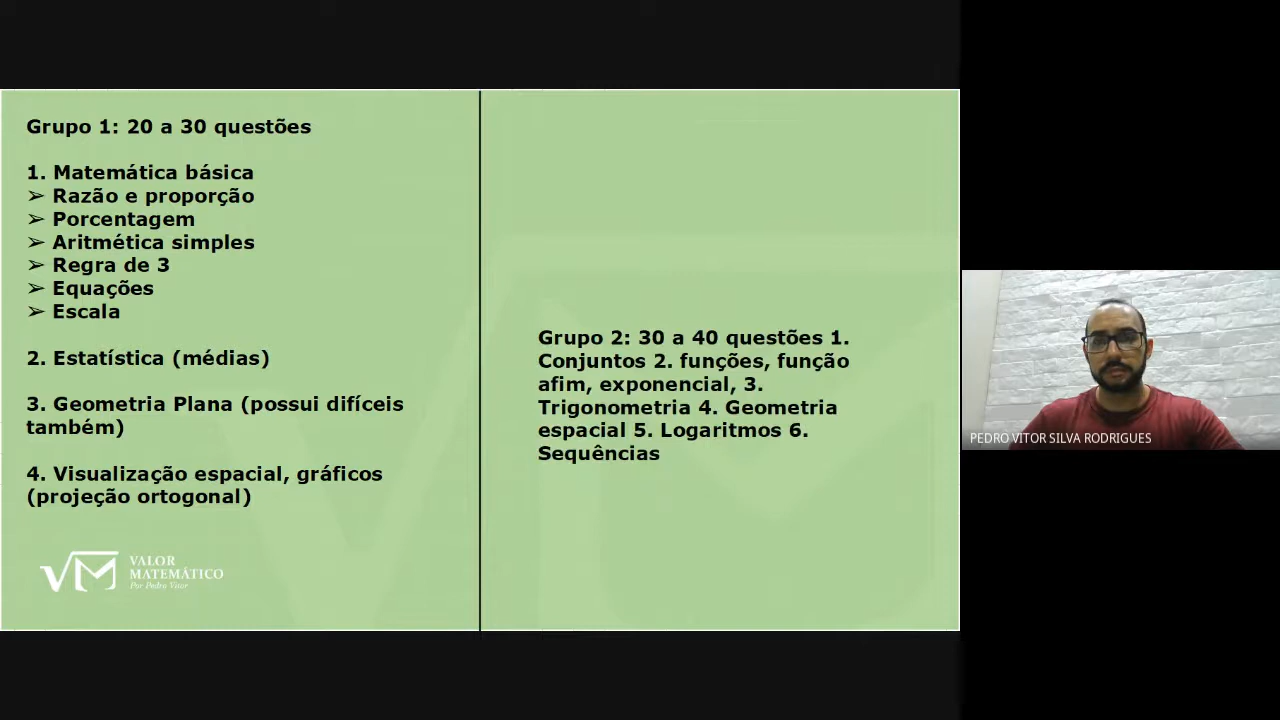 Grupo 1: 20 a 30 questões
1. Matemática básica
➢ Razão e proporção
➢ Porcentagem
➢ Aritmética simples
➢ Regra de 3
➢ Equações
➢ Escala
2. Estatística (médias)
3. Geometria Plana (possui difíceis
também)
4. Visualização espacial, gráficos
(projeção ortogonal)
VM VALOR
MATEMÁTICO
Por Pedro Vitor
Grupo 2: 30 a 40 questões 1.
Conjuntos 2. funções, função
afim, exponencial, 3.
Trigonometria 4. Geometria
espacial 5. Logaritmos 6.
Sequências
PEDRO VITOR SILVA RODRIGUES